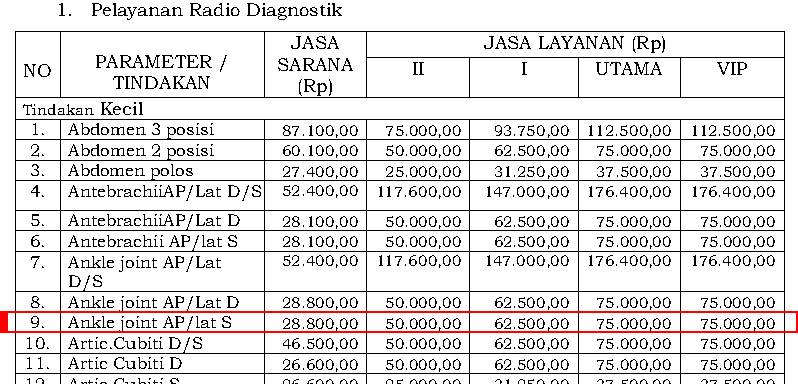 1. Pelayanan Radio Diagnostik
NO PARAMETER / TINDAKAN JASA SARANA (Rp) JASA LAYANAN (Rp)
II I UTAMA VIP
Tindakan Kecil
1. Abdomen 3 posisi 87.100,00 75.000,00 93.750,00 112.500,00 112.500,00
2. Abdomen 2 posisi 60.100,00 50.000,00 62.500,00 75.000,00 75.000,00
3. Abdomen polos 27.400,00 25.000,00 31.250,00 37.500,00 37.500,00
4. AntebrachiiAP/Lat D/S 52.400,00 117.600,00 147.000,00 176.400,00 176.400,00
5. AntebrachiiAP/Lat D 28.100,00 50.000,00 62.500,00 75.000,00 75.000,00
6. Antebrachii AP/lat S 28.100,00 50.000,00 62.500,00 75.000,00 75.000,00
7. Ankle joint AP/Lat D/S 52.400,00 117.600,00 147.000,00 176.400,00 176.400,00
8. Ankle joint AP/Lat D 28.800,00 50.000,00 62.500,00 75.000,00 75.000,00
9. Ankle joint AP/lat S 28.800,00 50.000,00 62.500,00 75.000,00 75.000,00
10. Artic.Cubiti D/S 46.500,00 50.000,00 62.500,00 75.000,00 75.000,00
11. Artic Cubiti D 26.600,00 50.000,00 62.500,00 75.000,00 75.000,00
12. Artic Cubiti S